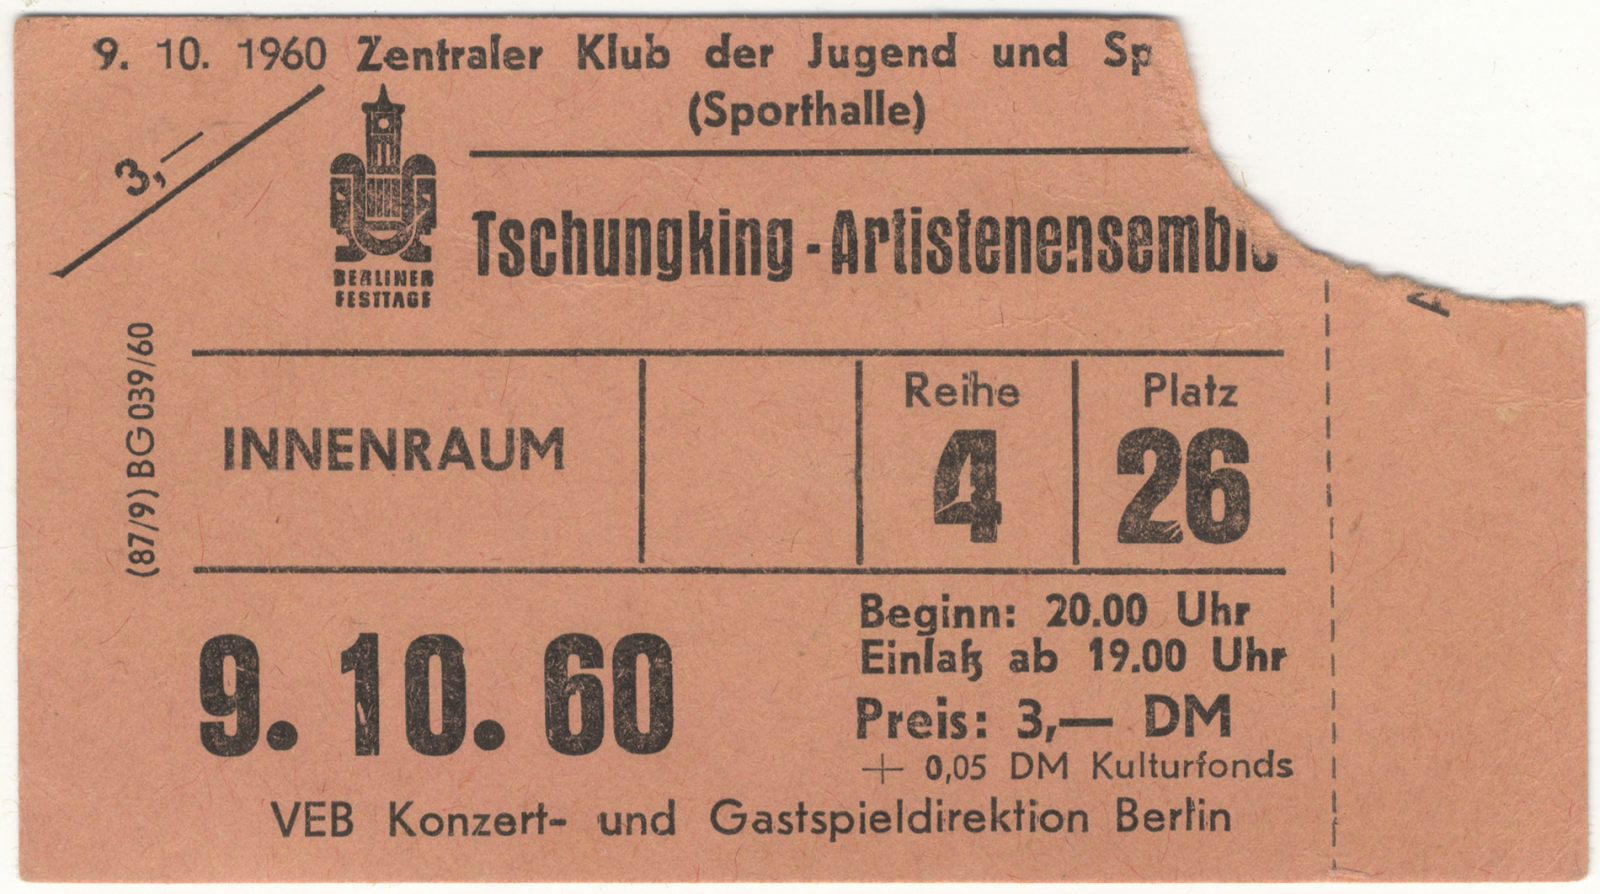 9. 10. 1960 Zentraler Klub der Jugend und Sp
(Sporthalle)
3,—
BERLINER
FESTTAGE
Tschungking - Artistenensemble
(87/9) BG 039/60
INNENRAUM
Reihe
4
Platz
26
9. 10. 60
Beginn: 20.00 Uhr
Einlaß ab 19.00 Uhr
Preis: 3,— DM
+ 0,05 DM Kulturfonds
VEB Konzert- und Gastspieldirektion Berlin